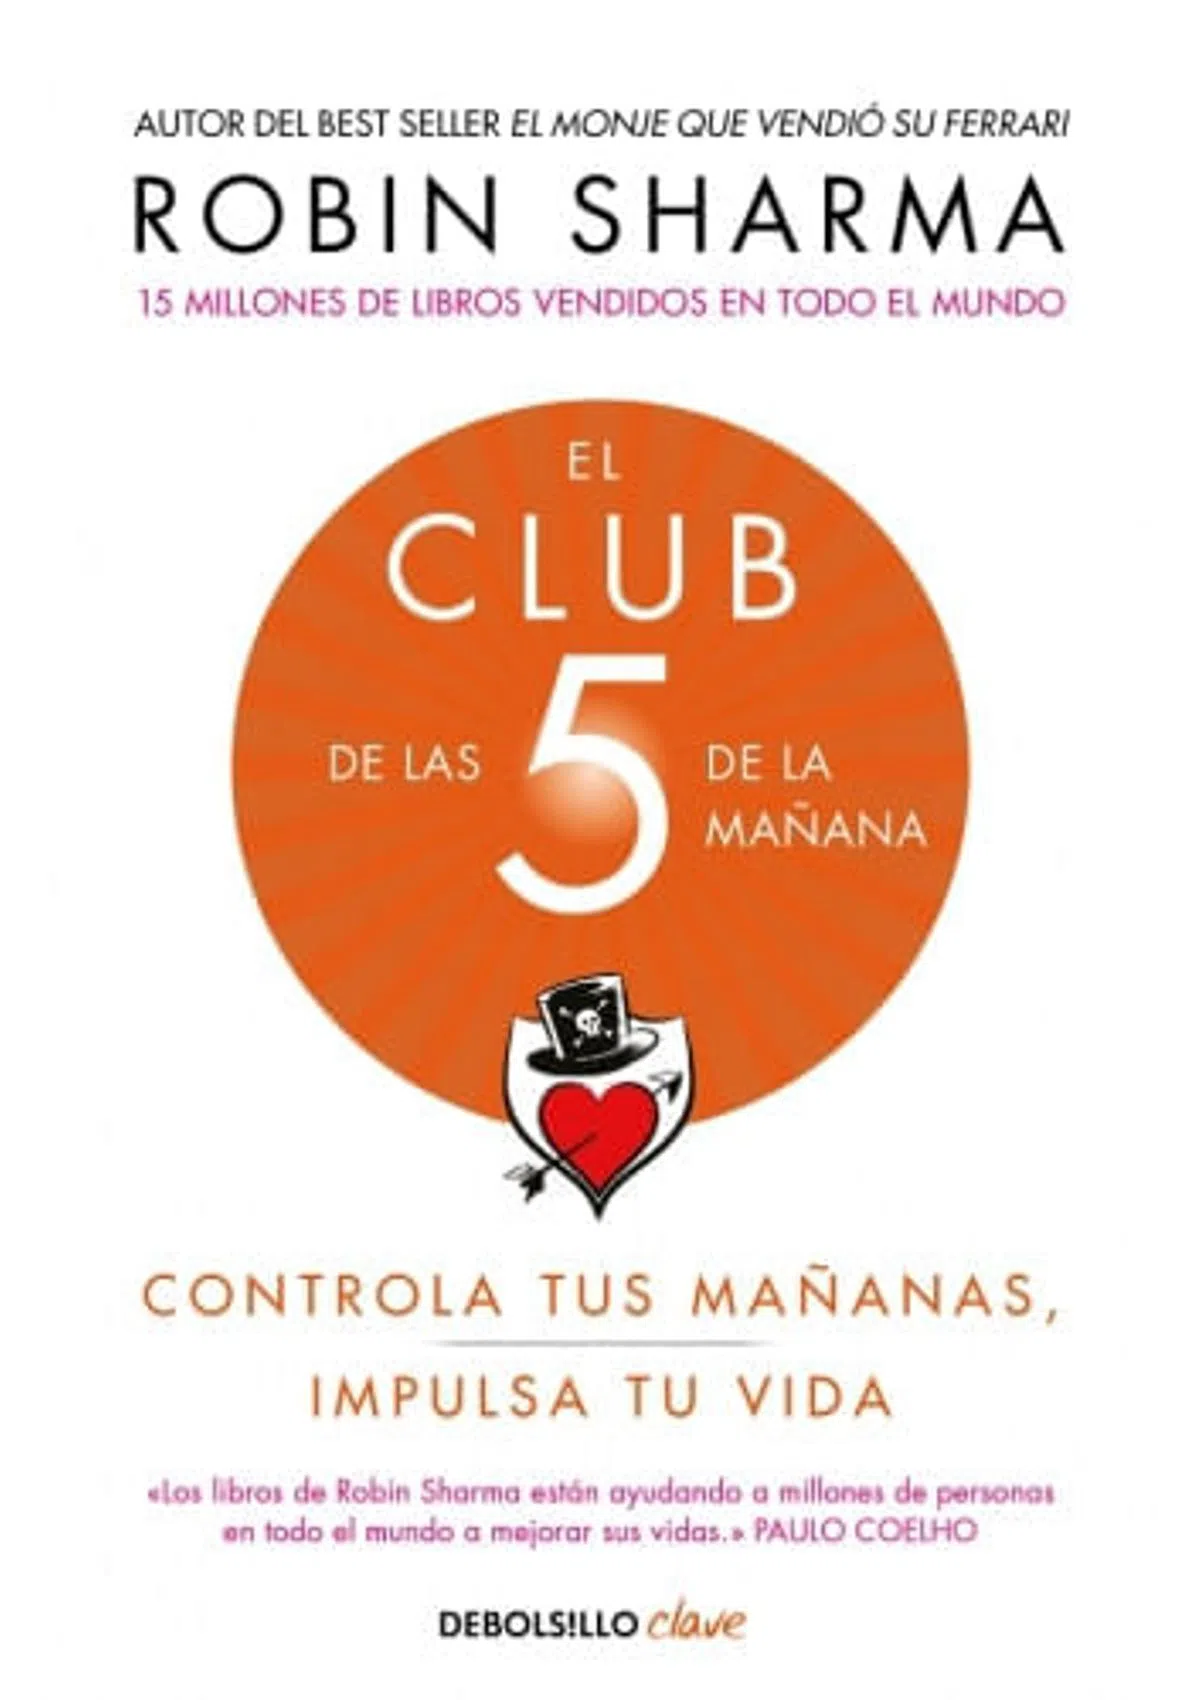 AUTOR DEL BEST SELLER EL MONJE QUE VENDIÓ SU FERRARI
ROBIN SHARMA
15 MILLONES DE LIBROS VENDIDOS EN TODO EL MUNDO
EL
CLUB
DE LAS 5 DE LA
MAÑANA
CONTROLA TUS MAÑANAS,
IMPULSA TU VIDA
«Los libros de Robin Sharma están ayudando a millones de personas
en todo el mundo a mejorar sus vidas.» PAULO COELHO
DEBOLS!LLO clave